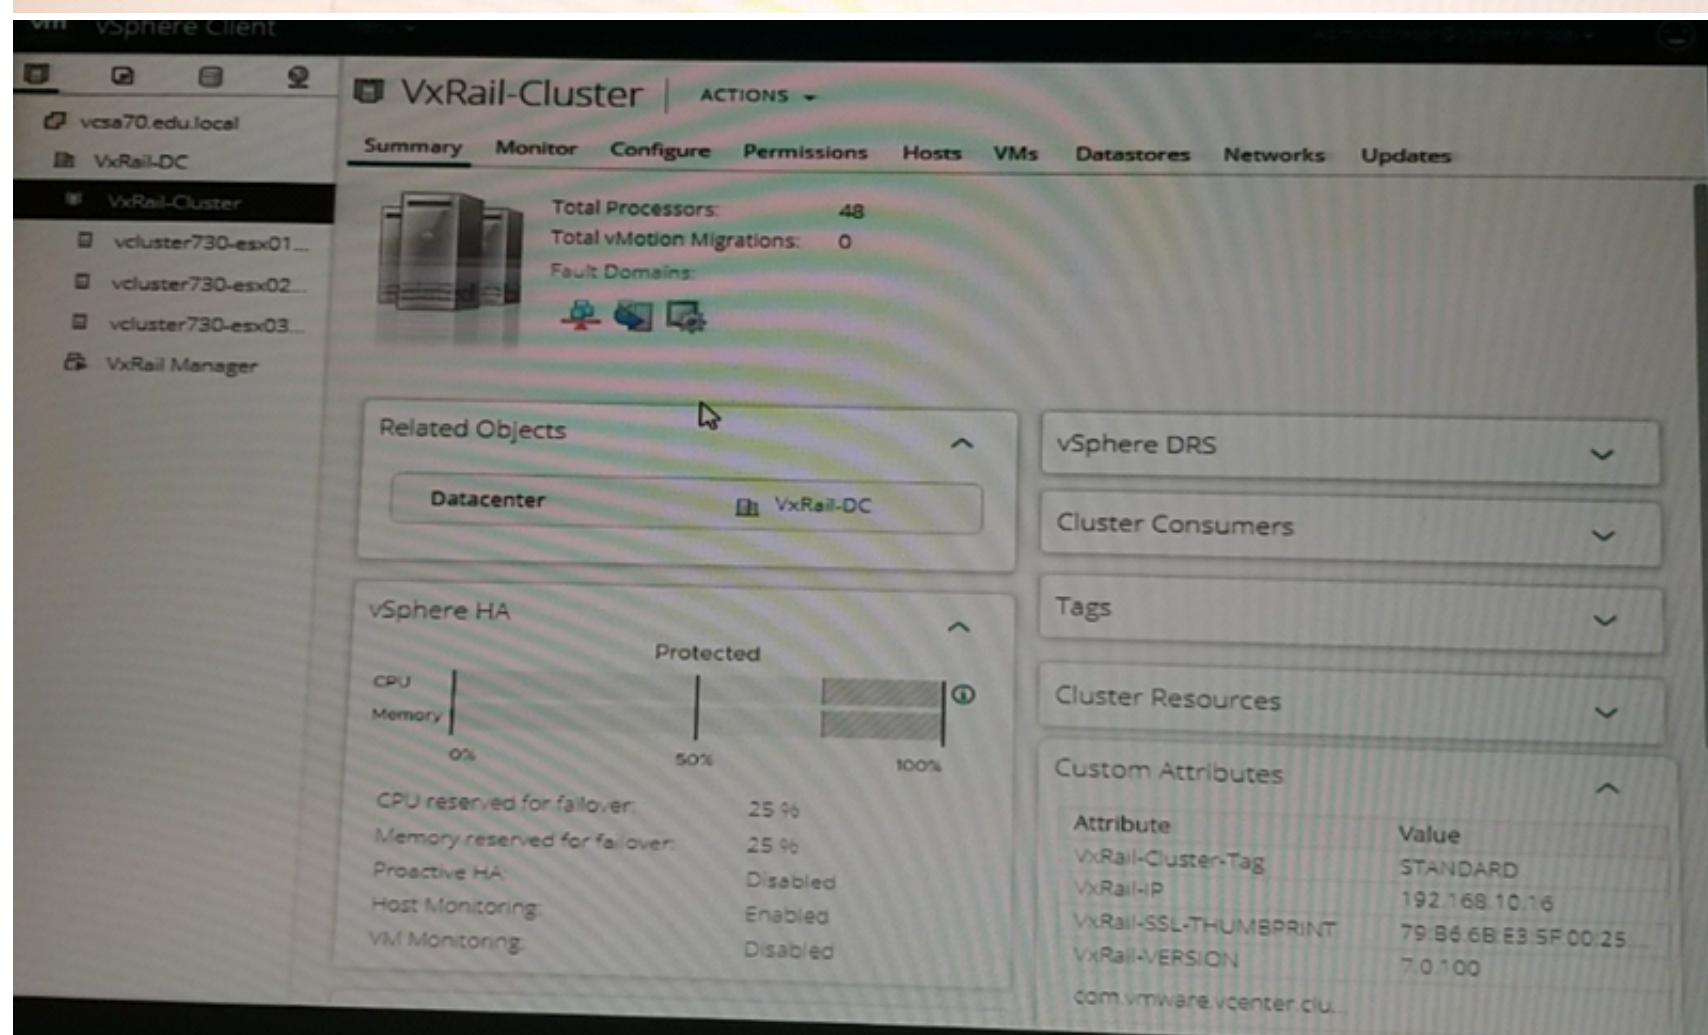 vm vSphere Client
VxRail-Cluster | ACTIONS
Summary Monitor Configure Permissions Hosts VMs Datastores Networks Updates
vcsa70.edu.local
VxRail-DC
VxRail-Cluster
vcluster730-esx01...
vcluster730-esx02...
vcluster730-esx03...
VxRail Manager
Total Processors: 48
Total vMotion Migrations: 0
Fault Domains:
Related Objects
Datacenter VxRail-DC
vSphere HA
Protected
CPU
Memory
0% 50% 100%
CPU reserved for failover: 25 %
Memory reserved for failover: 25 %
Proactive HA: Disabled
Host Monitoring: Enabled
VM Monitoring: Disabled
vSphere DRS
Cluster Consumers
Tags
Cluster Resources
Custom Attributes
Attribute Value
VxRail-Cluster-Tag STANDARD
VxRail-IP 192.168.10.16
VxRail-SSL-THUMBPRINT 79:B6:6B:E3:5F:00:25...
VxRail-VERSION 7.0.100
com.vmware.vcenter.clu...